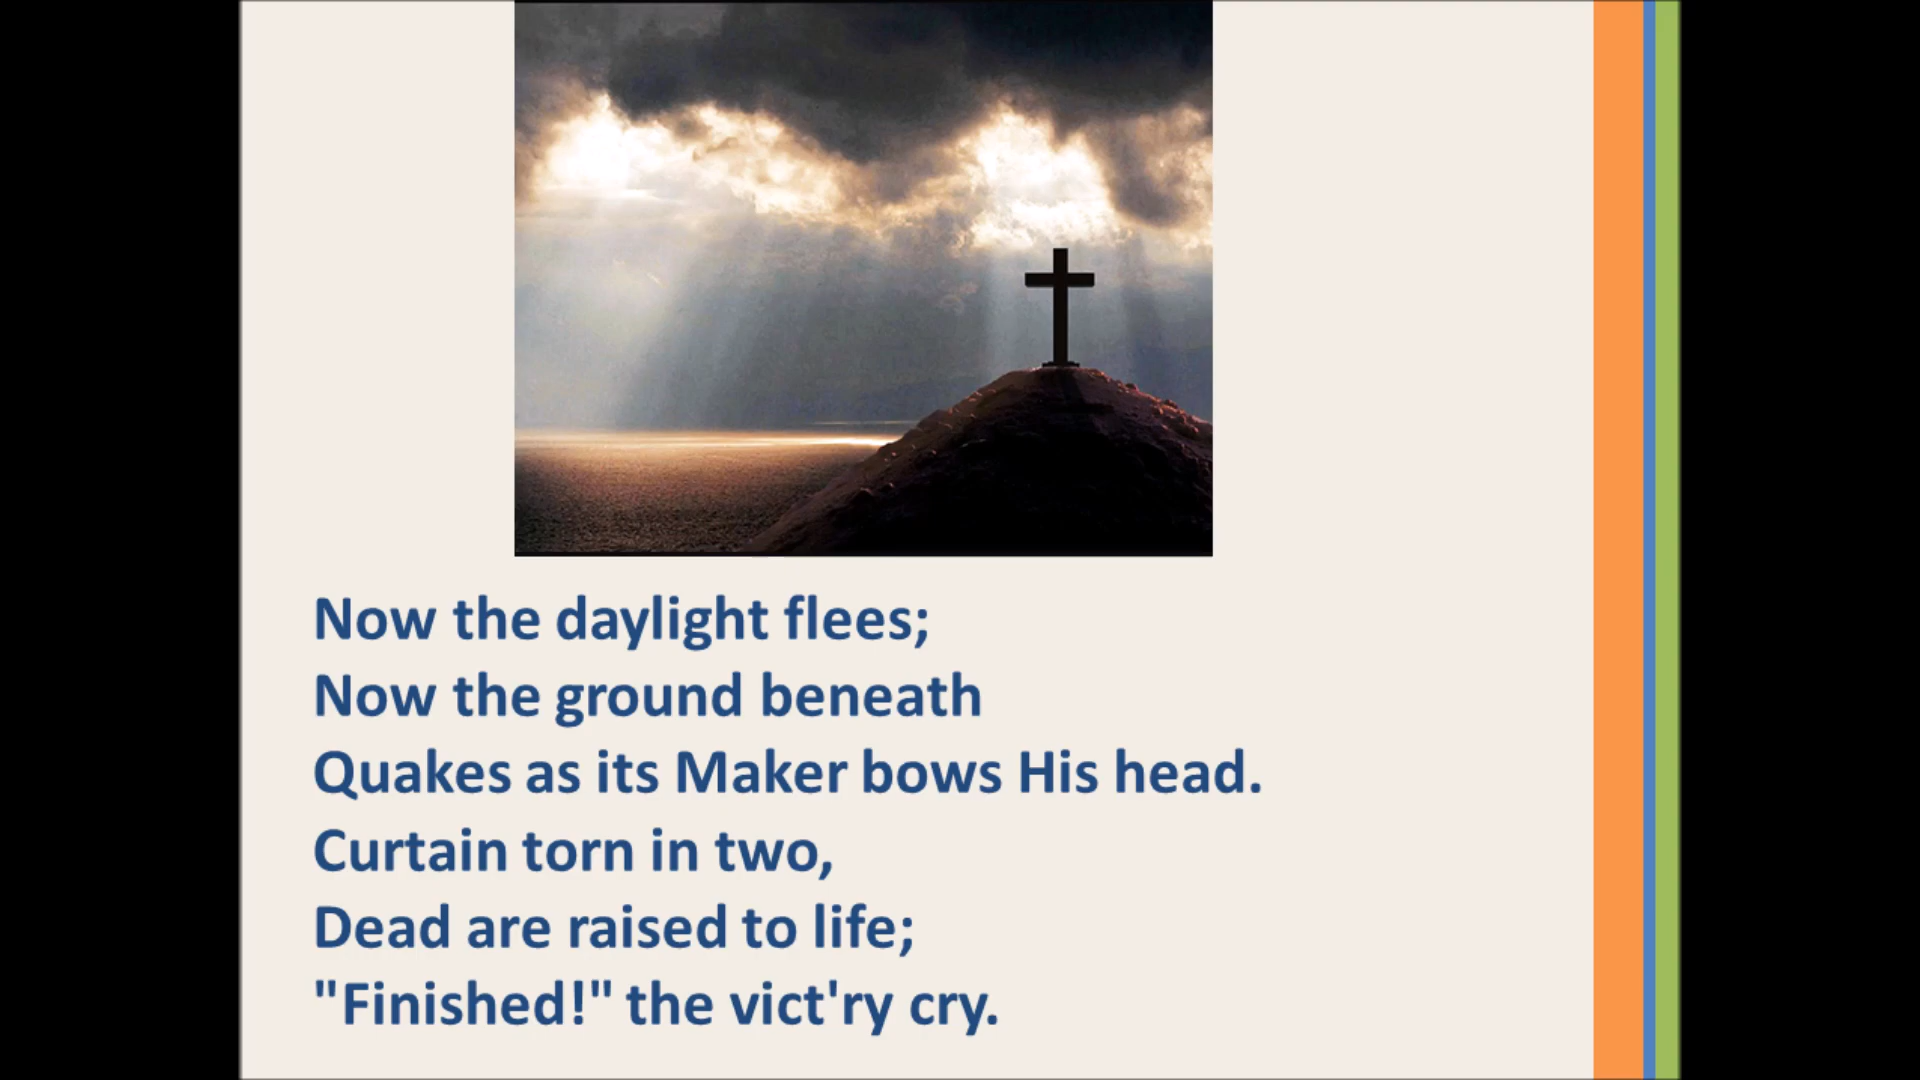 Now the daylight flees;
Now the ground beneath
Quakes as its Maker bows His head.
Curtain torn in two,
Dead are raised to life;
"Finished!" the vict'ry cry.